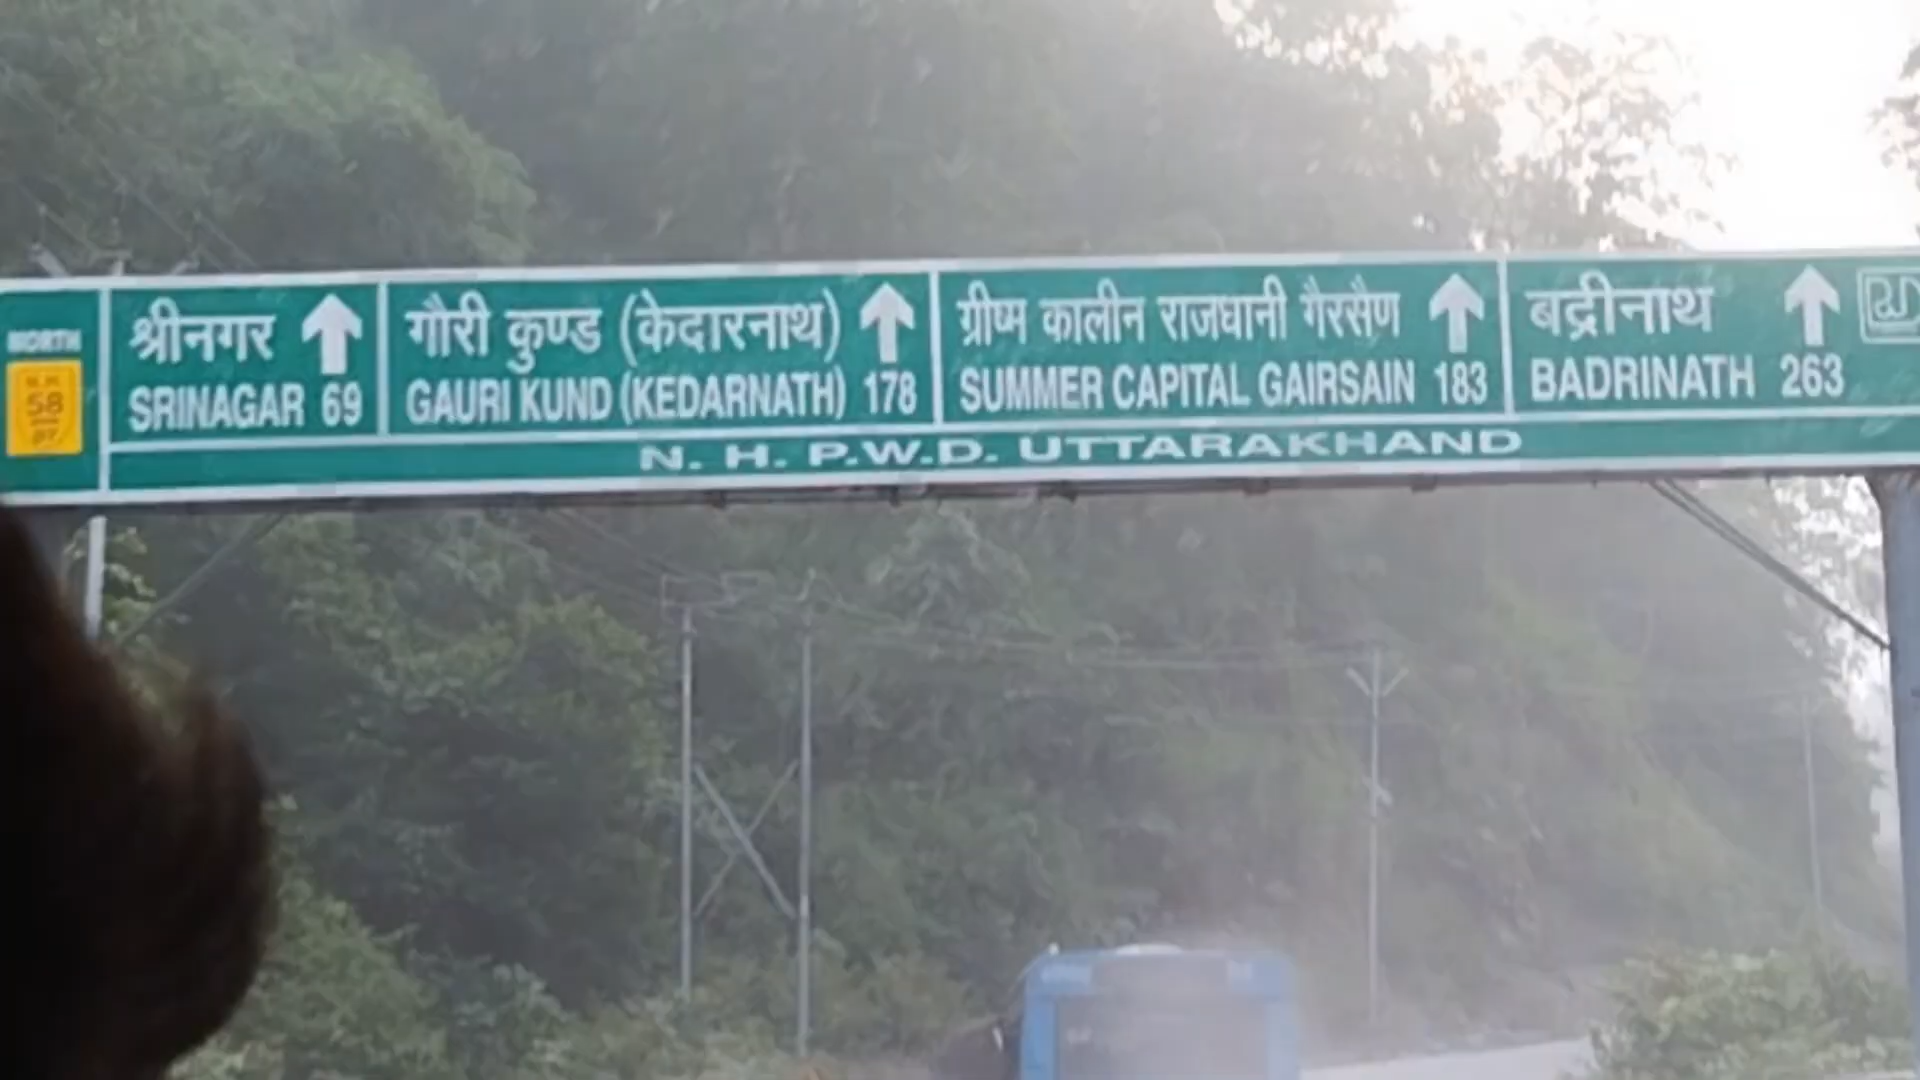 NORTH
N.H.
58
श्रीनगर
SRINAGAR 69
गौरी कुण्ड (केदारनाथ)
GAURI KUND (KEDARNATH) 178
ग्रीष्म कालीन राजधानी गैरसैण
SUMMER CAPITAL GAIRSAIN 183
बद्रीनाथ
BADRINATH 263
N. H. P.W.D. UTTARAKHAND